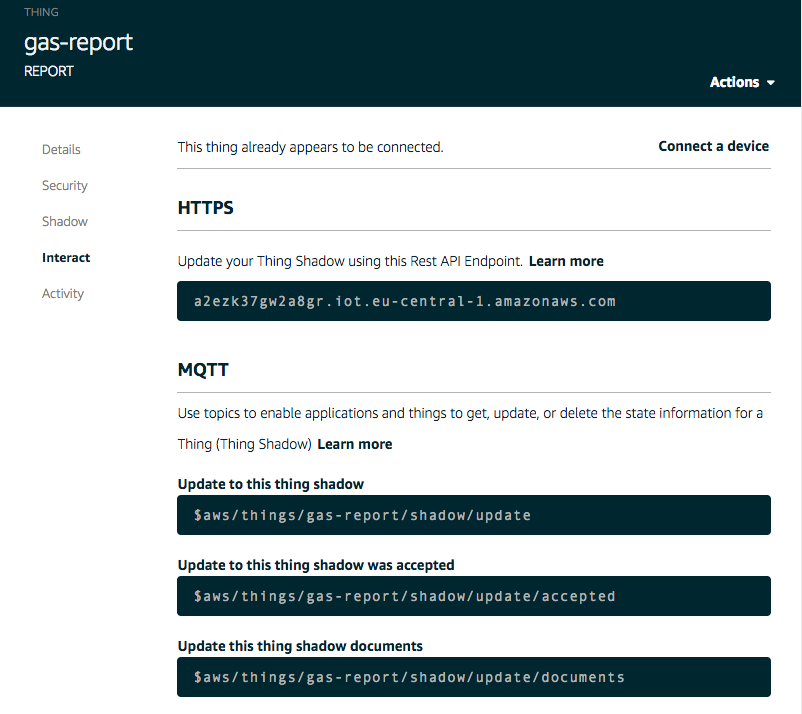 THING
gas-report
REPORT
Actions
Details
Security
Shadow
Interact
Activity
This thing already appears to be connected.
Connect a device
HTTPS
Update your Thing Shadow using this Rest API Endpoint. Learn more
a2ezk37gw2a8gr.iot.eu-central-1.amazonaws.com
MQTT
Use topics to enable applications and things to get, update, or delete the state information for a
Thing (Thing Shadow) Learn more
Update to this thing shadow
$aws/things/gas-report/shadow/update
Update to this thing shadow was accepted
$aws/things/gas-report/shadow/update/accepted
Update this thing shadow documents
$aws/things/gas-report/shadow/update/documents